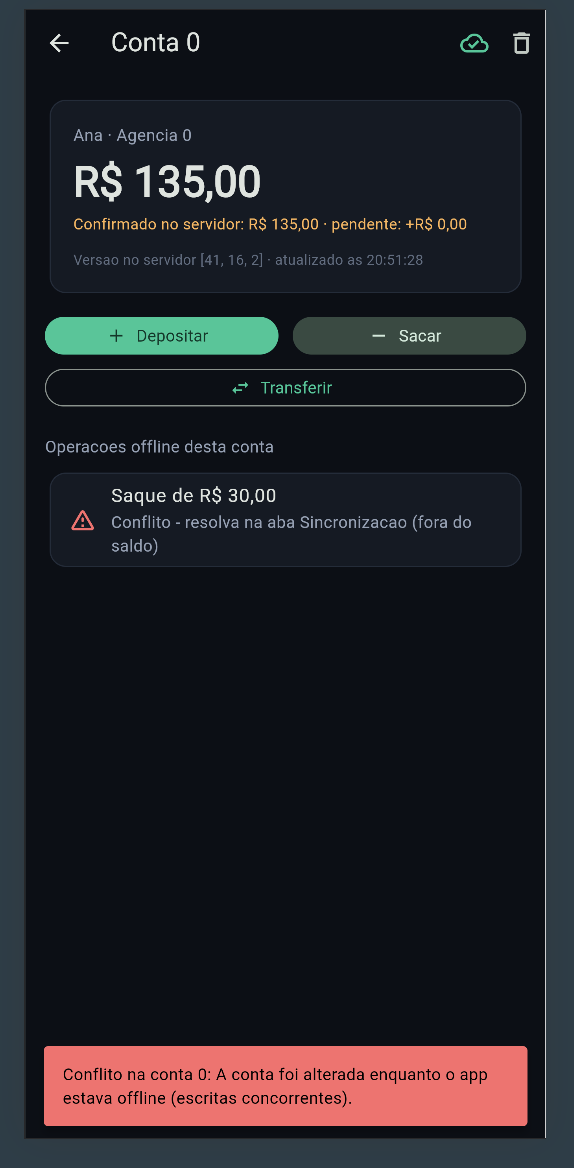 Conta 0
Ana · Agencia 0
R$ 135,00
Confirmado no servidor: R$ 135,00 · pendente: +R$ 0,00
Versao no servidor [41, 16, 2] · atualizado as 20:51:28
+ Depositar
− Sacar
Transferir
Operacoes offline desta conta
Saque de R$ 30,00
Conflito - resolva na aba Sincronizacao (fora do
saldo)
Conflito na conta 0: A conta foi alterada enquanto o app
estava offline (escritas concorrentes).